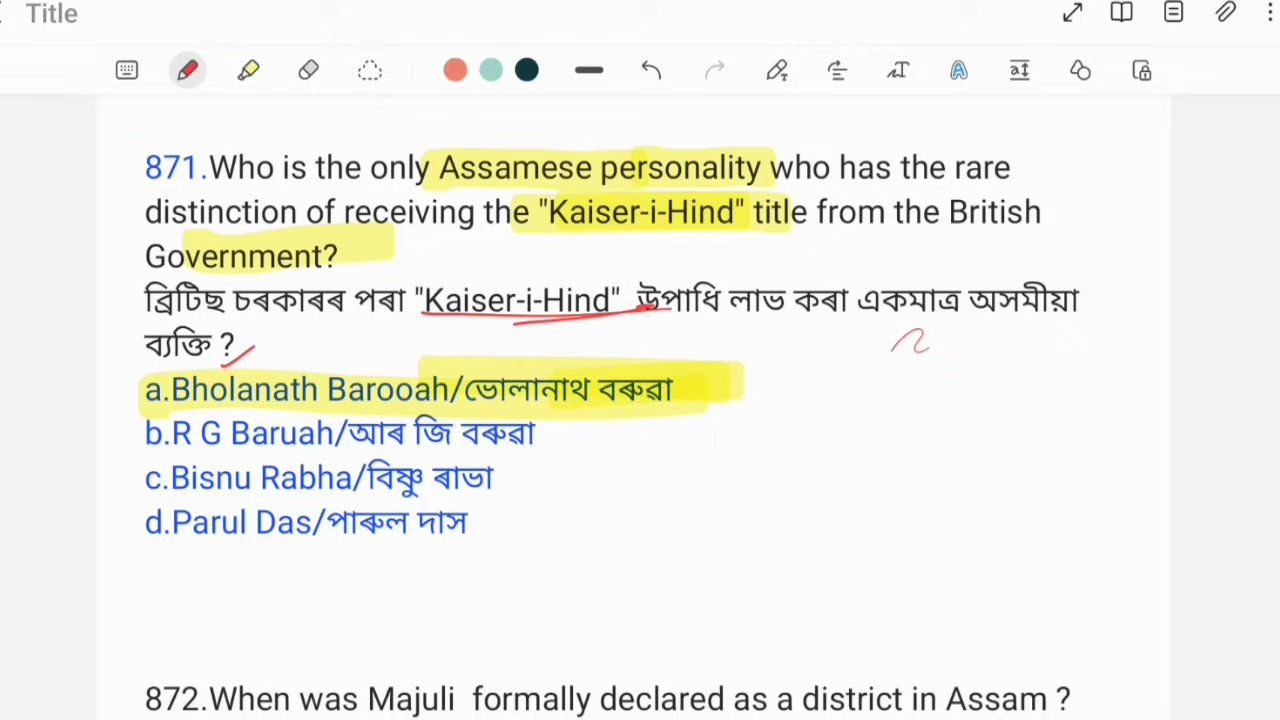 Title
871.Who is the only Assamese personality who has the rare
distinction of receiving the "Kaiser-i-Hind" title from the British
Government?
ব্ৰিটিছ চৰকাৰৰ পৰা "Kaiser-i-Hind" উপাধি লাভ কৰা একমাত্ৰ অসমীয়া
ব্যক্তি ?
a.Bholanath Barooah/ভোলানাথ বৰুৱা
b.R G Baruah/আৰ জি বৰুৱা
c.Bisnu Rabha/বিষ্ণু ৰাভা
d.Parul Das/পাৰুল দাস
872.When was Majuli formally declared as a district in Assam ?